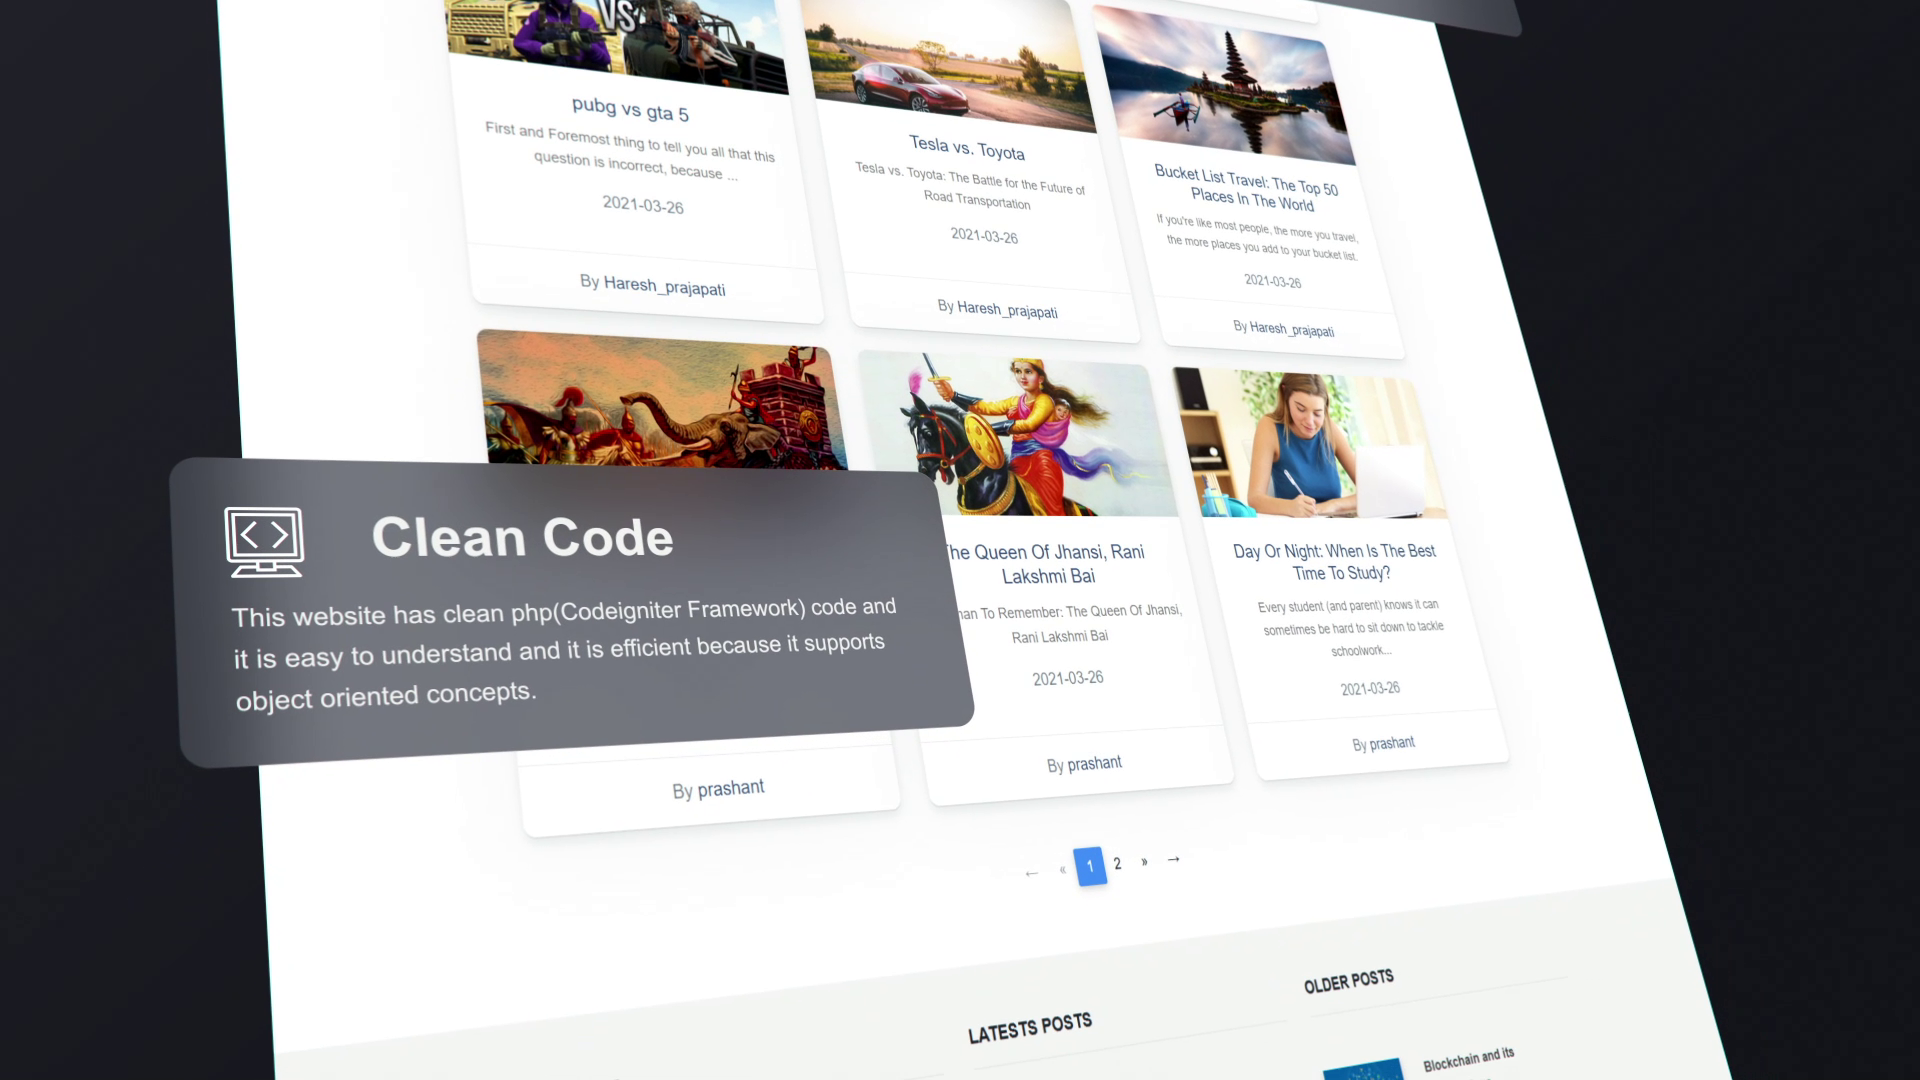 VS
pubg vs gta 5
First and Foremost thing to tell you all that this
question is incorrect, because ...
2021-03-26
By Haresh_prajapati
Tesla vs. Toyota
Tesla vs. Toyota: The Battle for the Future of
Road Transportation
2021-03-26
By Haresh_prajapati
Bucket List Travel: The Top 50
Places In The World
If you're like most people, the more you travel,
the more places you add to your bucket list.
2021-03-26
By Haresh_prajapati
Clean Code
This website has clean php(Codeigniter Framework) code and
it is easy to understand and it is efficient because it supports
object oriented concepts.
By prashant
he Queen Of Jhansi, Rani
Lakshmi Bai
man To Remember: The Queen Of Jhansi,
Rani Lakshmi Bai
2021-03-26
By prashant
Day Or Night: When Is The Best
Time To Study?
Every student (and parent) knows it can
sometimes be hard to sit down to tackle
schoolwork...
2021-03-26
By prashant
← « 1 2 » →
LATESTS POSTS
OLDER POSTS
Blockchain and its